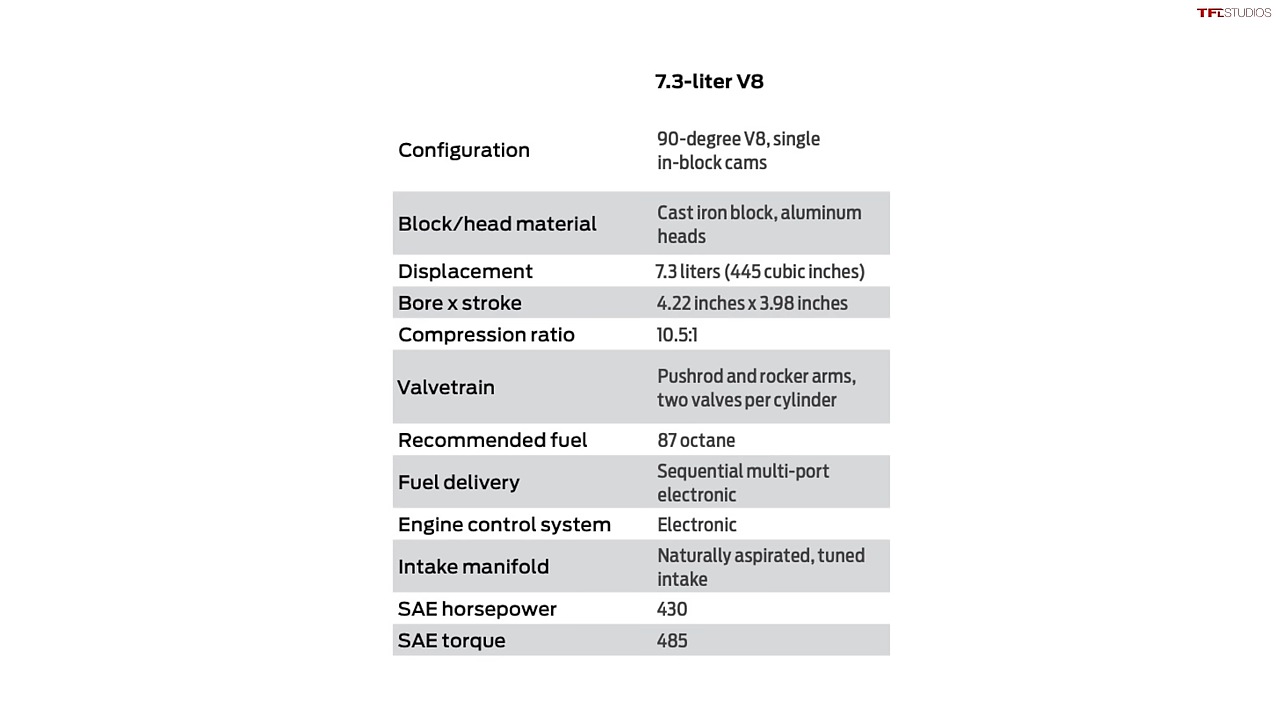 TFLSTUDIOS
7.3-liter V8
Configuration
90-degree V8, single
in-block cams
Block/head material
Cast iron block, aluminum
heads
Displacement
7.3 liters (445 cubic inches)
Bore x stroke
4.22 inches x 3.98 inches
Compression ratio
10.5:1
Valvetrain
Pushrod and rocker arms,
two valves per cylinder
Recommended fuel
87 octane
Fuel delivery
Sequential multi-port
electronic
Engine control system
Electronic
Intake manifold
Naturally aspirated, tuned
intake
SAE horsepower
430
SAE torque
485